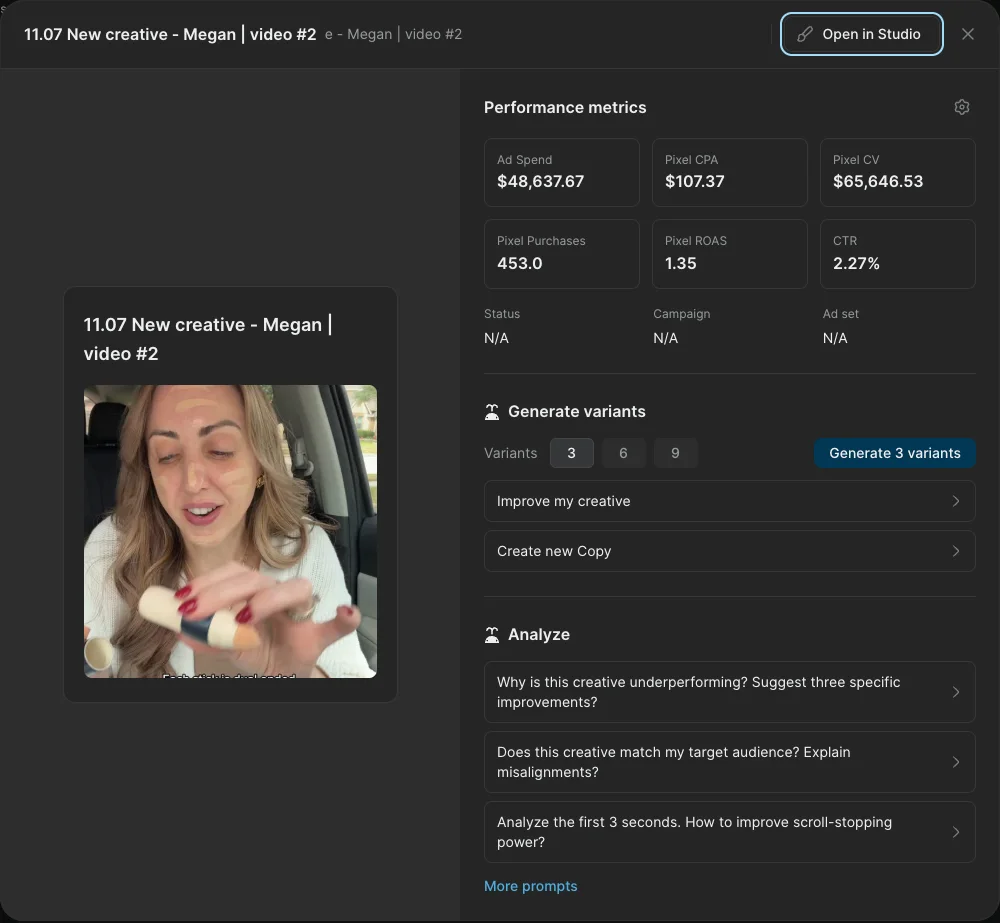 11.07 New creative - Megan | video #2 e - Megan | video #2
Open in Studio
11.07 New creative - Megan |
video #2
Performance metrics
Ad Spend
$48,637.67
Pixel CPA
$107.37
Pixel CV
$65,646.53
Pixel Purchases
453.0
Pixel ROAS
1.35
CTR
2.27%
Status
N/A
Campaign
N/A
Ad set
N/A
Generate variants
Variants 3 6 9
Generate 3 variants
Improve my creative
Create new Copy
Analyze
Why is this creative underperforming? Suggest three specific
improvements?
Does this creative match my target audience? Explain
misalignments?
Analyze the first 3 seconds. How to improve scroll-stopping
power?
More prompts